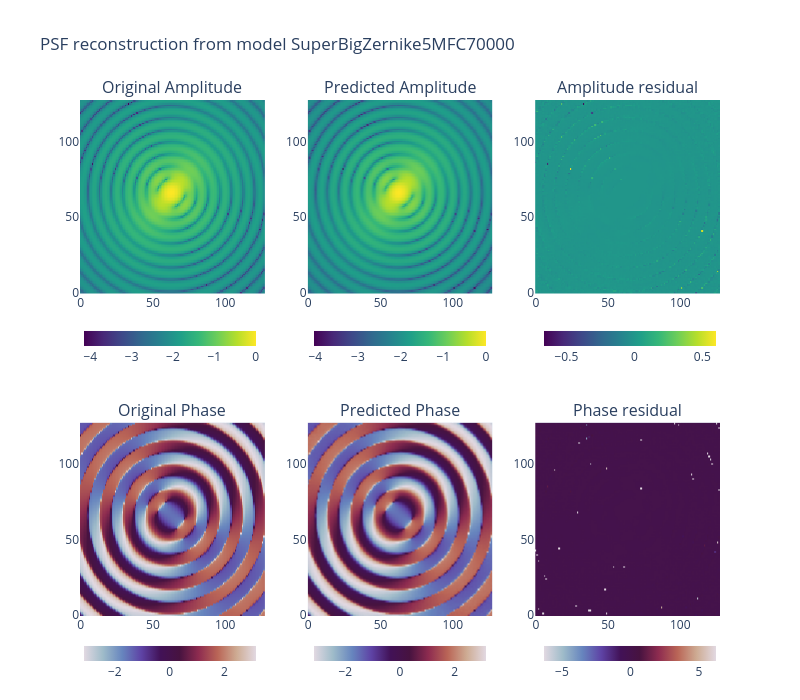 PSF reconstruction from model SuperBigZernike5MFC70000
Original Amplitude Predicted Amplitude Amplitude residual
100 100 100
50 50 50
0 0 0
0 50 100 0 50 100 0 50 100
−4 −3 −2 −1 0 −4 −3 −2 −1 0 −0.5 0 0.5
Original Phase Predicted Phase Phase residual
100 100 100
50 50 50
0 0 0
0 50 100 0 50 100 0 50 100
−2 0 2 −2 0 2 −5 0 5